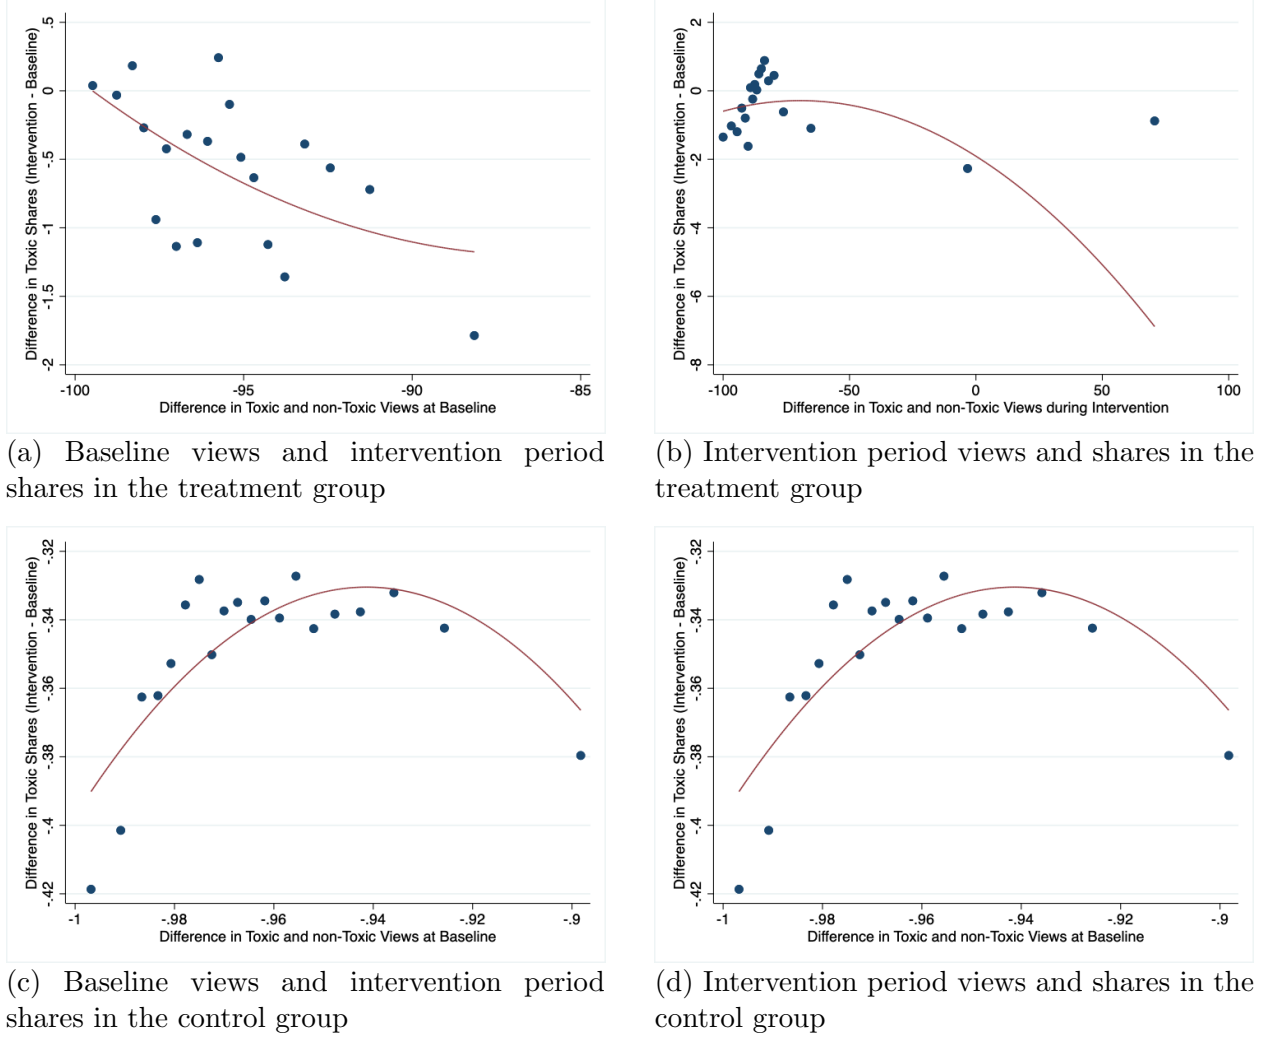 Difference in Toxic Shares (Intervention - Baseline)
.5
0
-.5
-1
-1.5
-2
-100
-95
-90
-85
Difference in Toxic and non-Toxic Views at Baseline
(a) Baseline views and intervention period
shares in the treatment group
Difference in Toxic Shares (Intervention - Baseline)
2
0
-2
-4
-6
-8
-100
-50
0
50
100
Difference in Toxic and non-Toxic Views during Intervention
(b) Intervention period views and shares in the
treatment group
Difference in Toxic Shares (Intervention - Baseline)
-.32
-.34
-.36
-.38
-.4
-.42
-1
-.98
-.96
-.94
-.92
-.9
Difference in Toxic and non-Toxic Views at Baseline
(c) Baseline views and intervention period
shares in the control group
Difference in Toxic Shares (Intervention - Baseline)
-.32
-.34
-.36
-.38
-.4
-.42
-1
-.98
-.96
-.94
-.92
-.9
Difference in Toxic and non-Toxic Views at Baseline
(d) Intervention period views and shares in the
control group